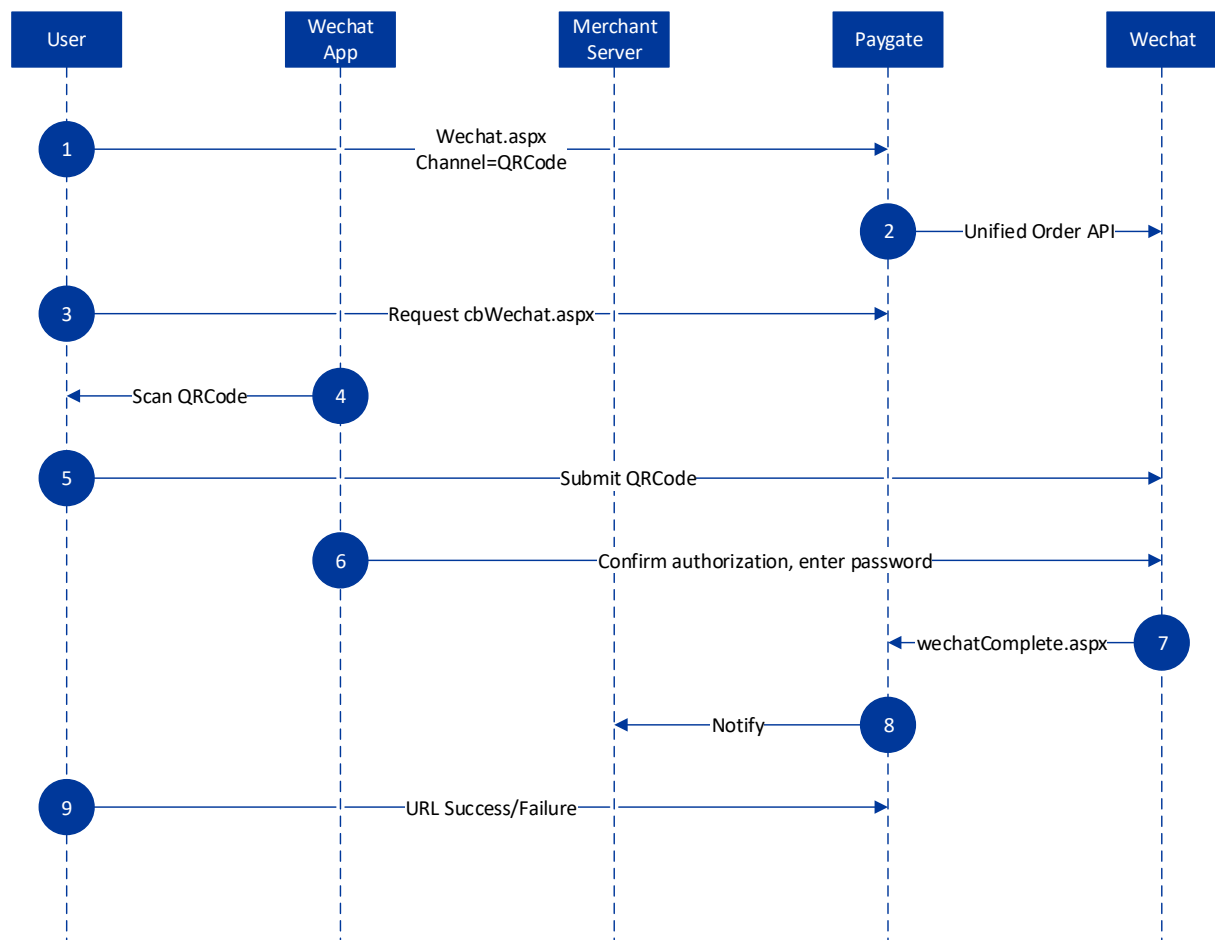 User
Wechat
App
Merchant
Server
Paygate
Wechat
1
Wechat.aspx
Channel=QRCode
2
Unified Order API
3
Request cbWechat.aspx
Scan QRCode
4
5
Submit QRCode
6
Confirm authorization, enter password
wechatComplete.aspx
7
Notify
8
9
URL Success/Failure